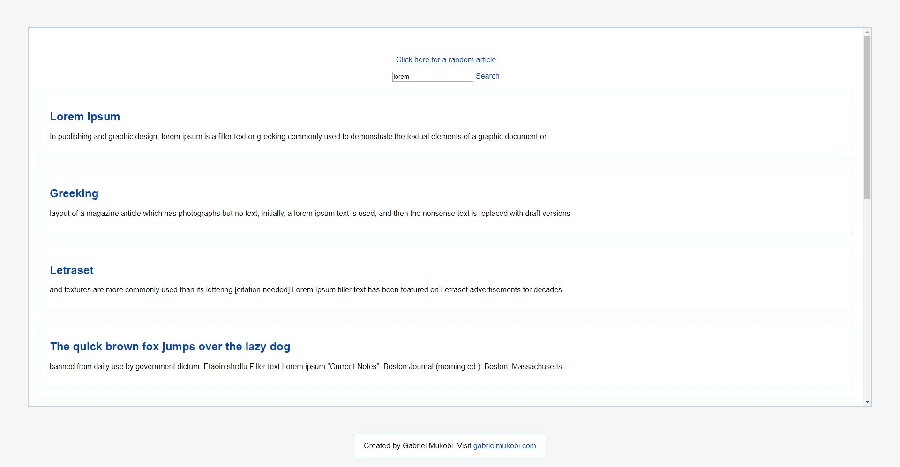 Click here for a random article
lorem Search
Lorem Ipsum
In publishing and graphic design, lorem ipsum is a filler text or greeking commonly used to demonstrate the textual elements of a graphic document or
Greeking
layout of a magazine article which has photographs but no text, initially, a lorem ipsum text is used, and then the nonsense text is replaced with draft versions
Letraset
and textures are more commonly used than its lettering.[citation needed] Lorem Ipsum filler text has been featured on Letraset advertisements for decades
The quick brown fox jumps over the lazy dog
banned from daily use by government dictum. Etaoin shrdlu Filler text Lorem ipsum "Current Notes". Boston Journal (morning ed.). Boston, Massachusetts
Created by Gabriel Mukobi. Visit gabrielmukobi.com